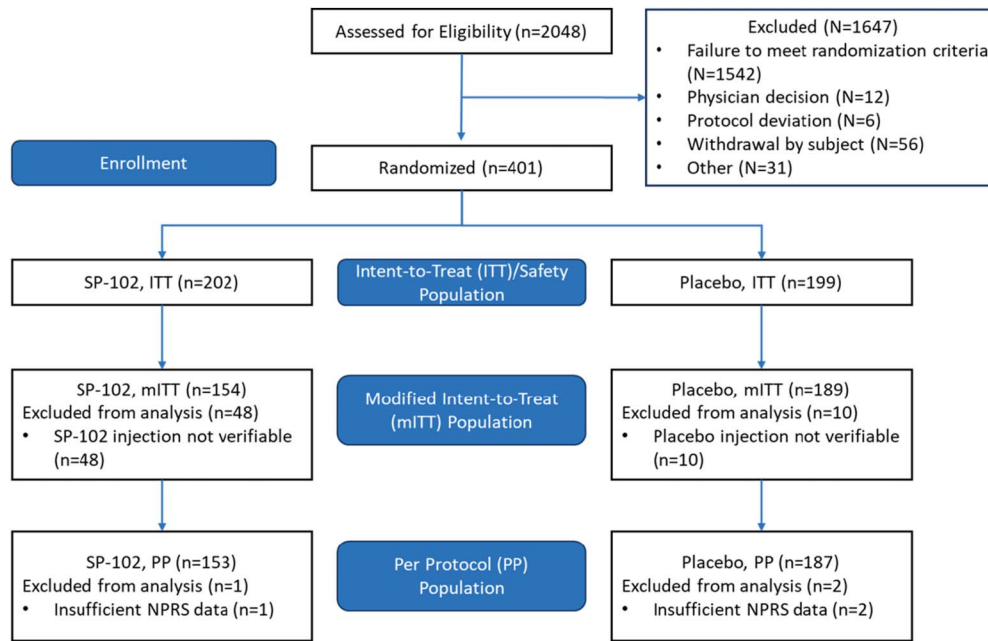 Assessed for Eligibility (n=2048)
Excluded (N=1647)
• Failure to meet randomization criteria
(N=1542)
• Physician decision (N=12)
• Protocol deviation (N=6)
• Withdrawal by subject (N=56)
• Other (N=31)
Enrollment
Randomized (n=401)
SP-102, ITT (n=202)
Intent-to-Treat (ITT)/Safety
Population
Placebo, ITT (n=199)
SP-102, mITT (n=154)
Excluded from analysis (n=48)
• SP-102 injection not verifiable
(n=48)
Modified Intent-to-Treat
(mITT) Population
Placebo, mITT (n=189)
Excluded from analysis (n=10)
• Placebo injection not verifiable
(n=10)
SP-102, PP (n=153)
Excluded from analysis (n=1)
• Insufficient NPRS data (n=1)
Per Protocol (PP)
Population
Placebo, PP (n=187)
Excluded from analysis (n=2)
• Insufficient NPRS data (n=2)